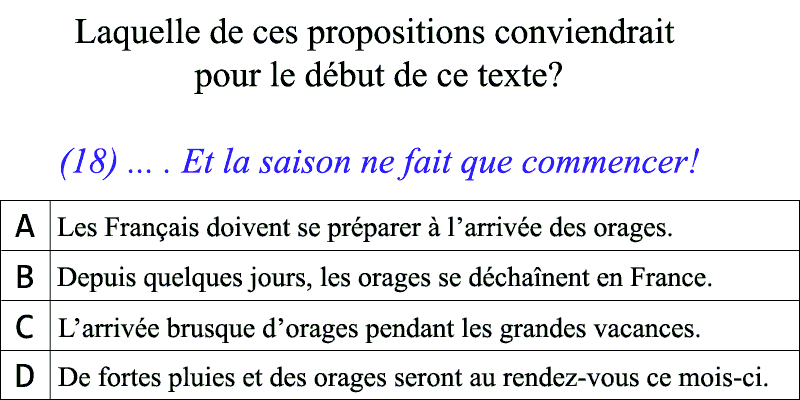 Laquelle de ces propositions conviendrait
pour le début de ce texte?
(18) ... . Et la saison ne fait que commencer!
A Les Français doivent se préparer à l’arrivée des orages.
B Depuis quelques jours, les orages se déchaînent en France.
C L’arrivée brusque d’orages pendant les grandes vacances.
D De fortes pluies et des orages seront au rendez-vous ce mois-ci.